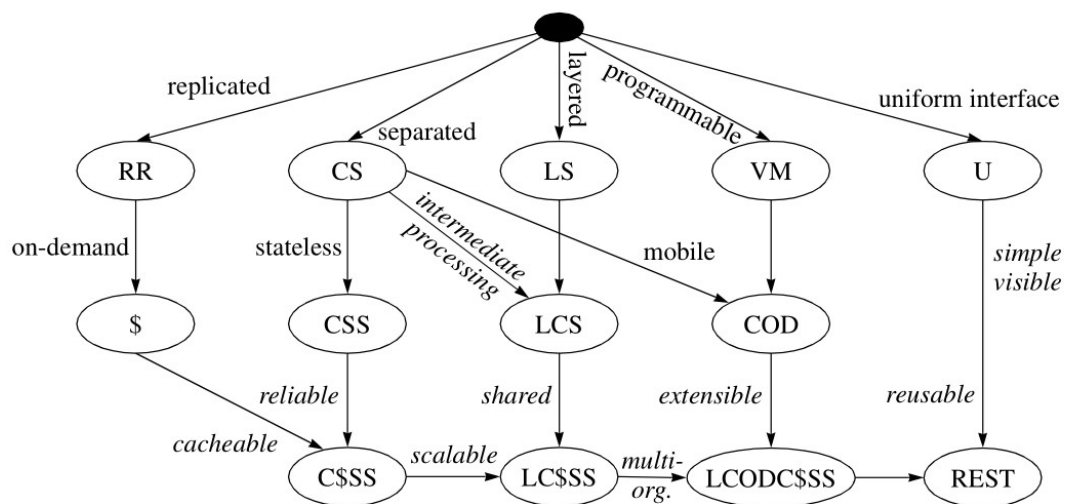 replicated
separated
layered
programmable
uniform interface
RR
CS
LS
VM
U
on-demand
stateless
intermediate
processing
mobile
simple
visible
$
CSS
LCS
COD
reliable
cacheable
shared
extensible
reusable
C$SS
scalable
LC$SS
multi-
org.
LCODC$SS
REST